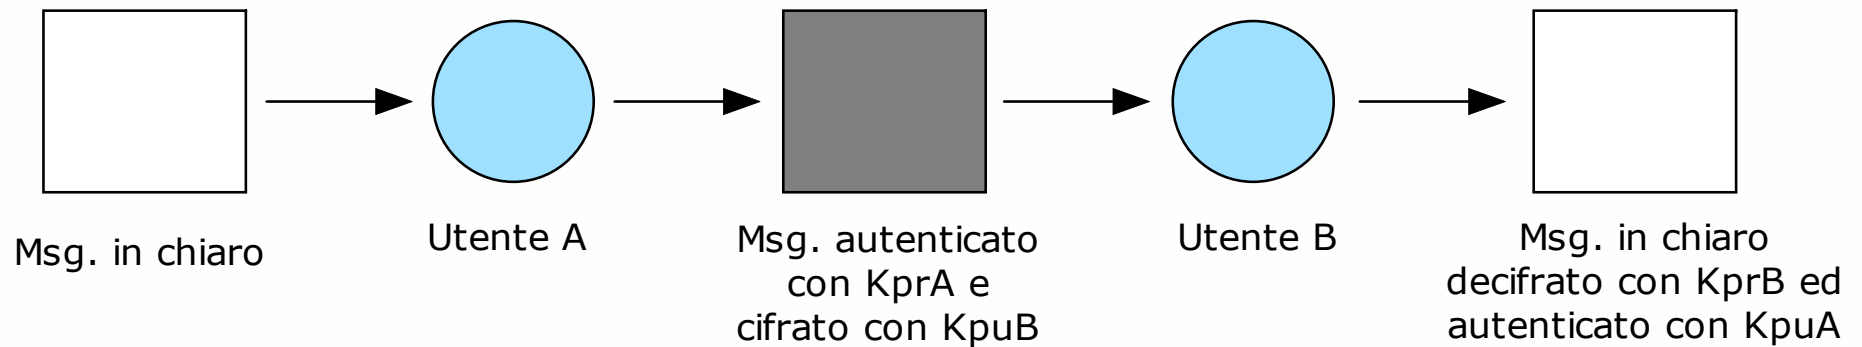 Msg. in chiaro
Utente A
Msg. autenticato
con KprA e
cifrato con KpuB
Utente B
Msg. in chiaro
decifrato con KprB ed
autenticato con KpuA